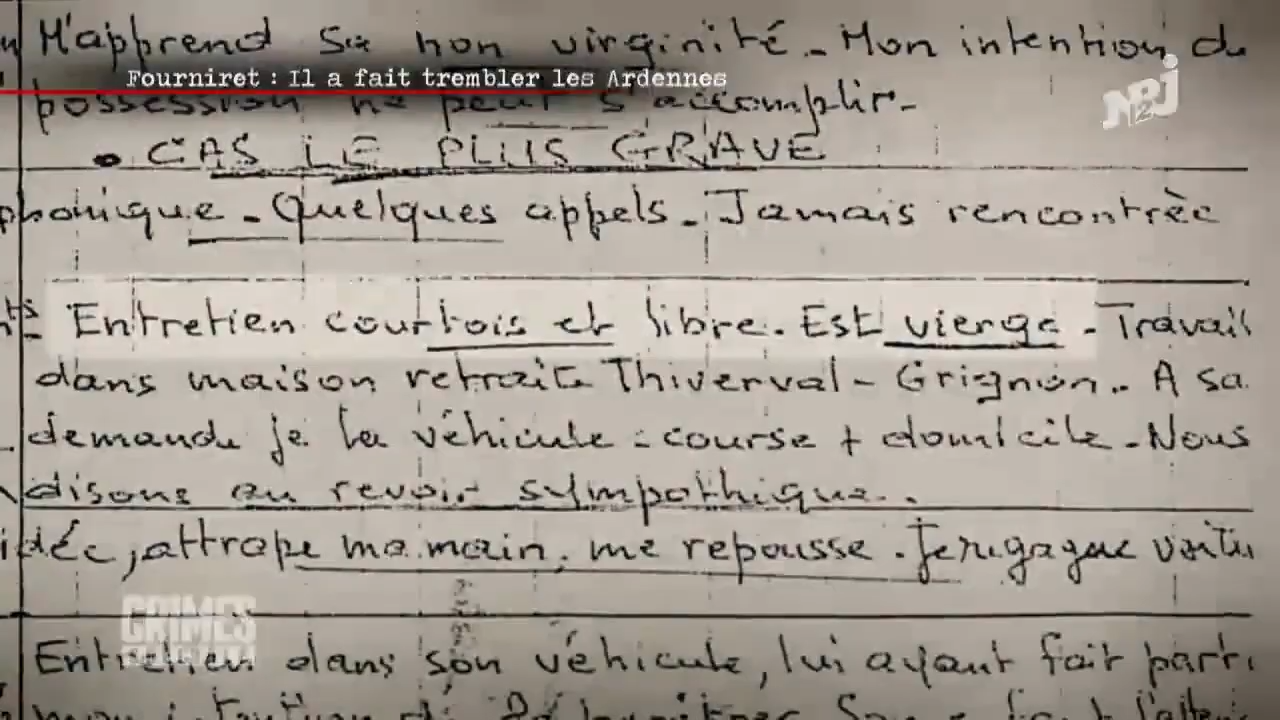 M'apprend sa non virginité - Mon intention de
Fourniret : Il a fait trembler les Ardennes
possession ne peut s'accomplir -
NRJ
12
• CAS LE PLUS GRAVE
phonique - Quelques appels - Jamais rencontrée
ts Entretien courtois et libre. Est vierge - Travail
dans maison retraite Thiverval - Grignon. A sa
demande je la véhicule : course + domicile - Nous
disons au revoir sympathique.
idée, attrape ma main, me repousse. Je regagne voitu
CRIMES
Entretien dans son véhicule, lui ayant fait part
mon